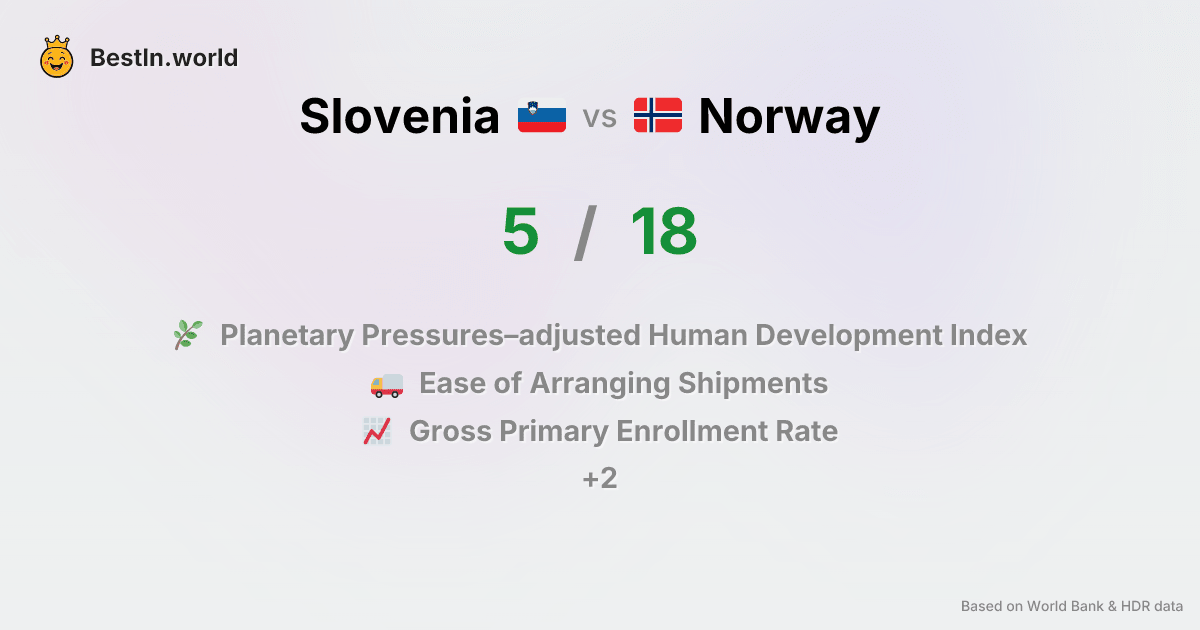 BestIn.world
Slovenia vs Norway
5 / 18
Planetary Pressures–adjusted Human Development Index
Ease of Arranging Shipments
Gross Primary Enrollment Rate
+2
Based on World Bank & HDR data